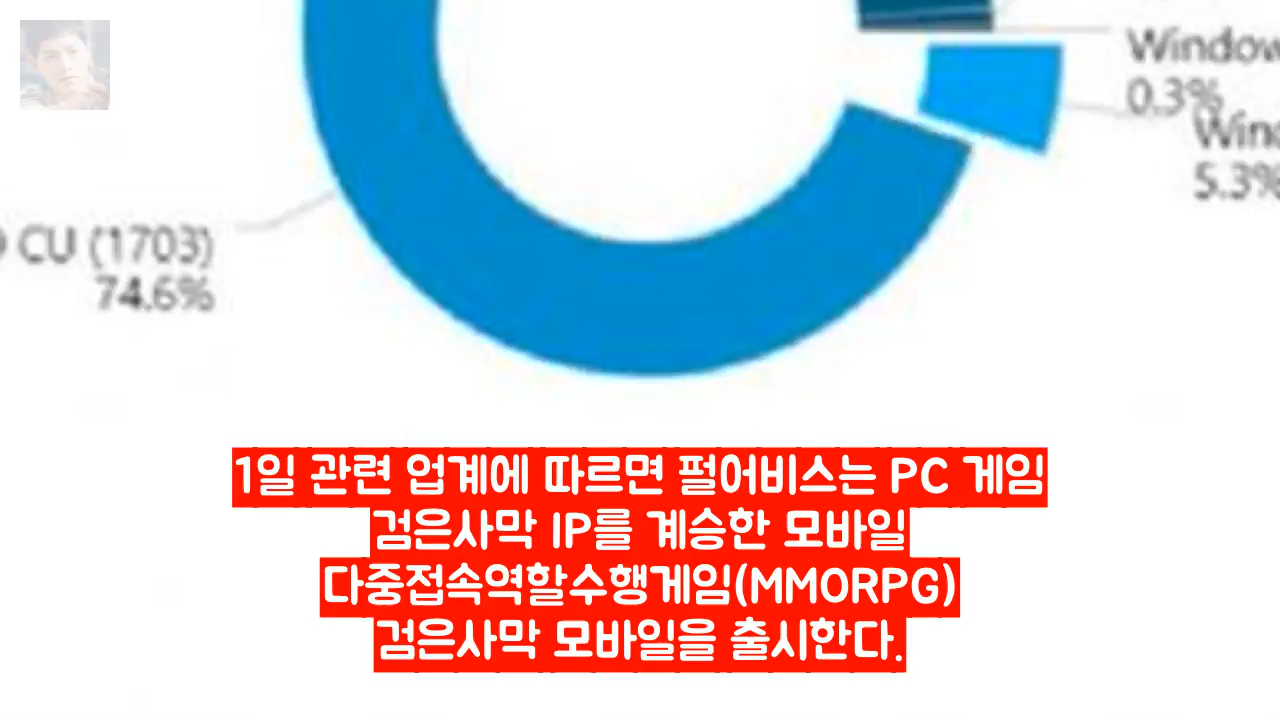 Window
0.3%
Wind
5.3%
CU (1703)
74.6%
1일 관련 업계에 따르면 펄어비스는 PC 게임
검은사막 IP를 계승한 모바일
다중접속역할수행게임(MMORPG)
검은사막 모바일을 출시한다.